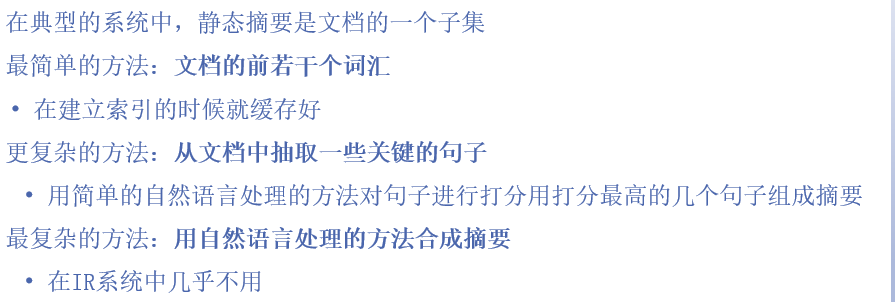 在典型的系统中，静态摘要是文档的一个子集
最简单的方法：文档的前若干个词汇
• 在建立索引的时候就缓存好
更复杂的方法：从文档中抽取一些关键的句子
• 用简单的自然语言处理的方法对句子进行打分用打分最高的几个句子组成摘要
最复杂的方法：用自然语言处理的方法合成摘要
• 在IR系统中几乎不用